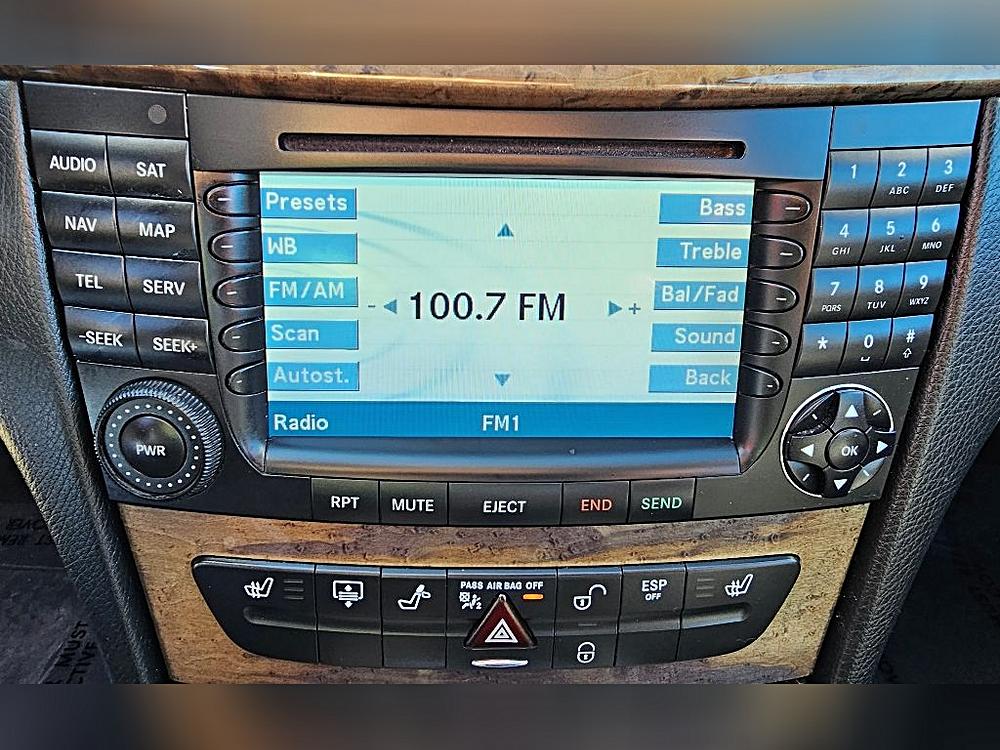 AUDIO SAT
NAV MAP
TEL SERV
-SEEK SEEK+
PWR
Presets
WB
FM/AM
Scan
Autost.
- 100.7 FM +
Bass
Treble
Bal/Fad
Sound
Back
Radio FM1
1 2 ABC 3 DEF
4 GHI 5 JKL 6 MNO
7 PQRS 8 TUV 9 WXYZ
* 0 #
OK
RPT MUTE EJECT END SEND
PASS AIR BAG OFF
ESP
OFF
MUST